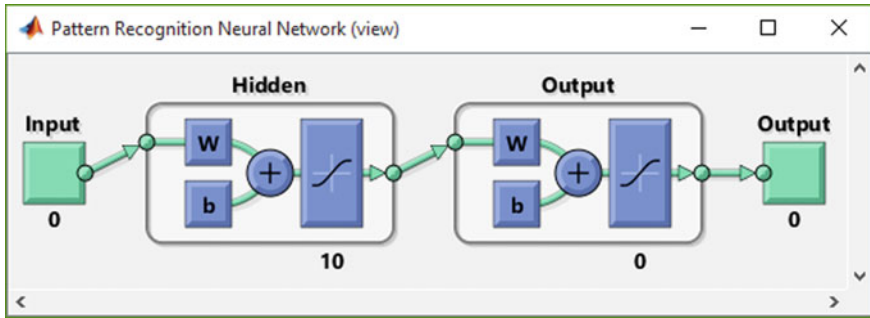 Pattern Recognition Neural Network (view)
Hidden
Output
Input
Output
W
b
+
W
b
+
0
10
0
0